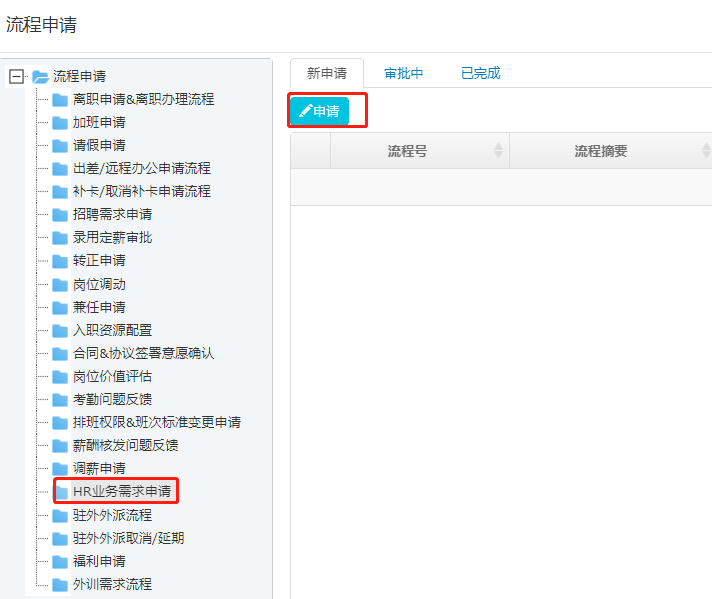 流程申请
流程申请
离职申请&离职办理流程
加班申请
请假申请
出差/远程办公申请流程
补卡/取消补卡申请流程
招聘需求申请
录用定薪审批
转正申请
岗位调动
兼任申请
入职资源配置
合同&协议签署意愿确认
岗位价值评估
考勤问题反馈
排班权限&班次标准变更申请
薪酬核发问题反馈
调薪申请
HR业务需求申请
驻外外派流程
驻外外派取消/延期
福利申请
外训需求流程
新申请 审批中 已完成
申请
流程号 流程摘要